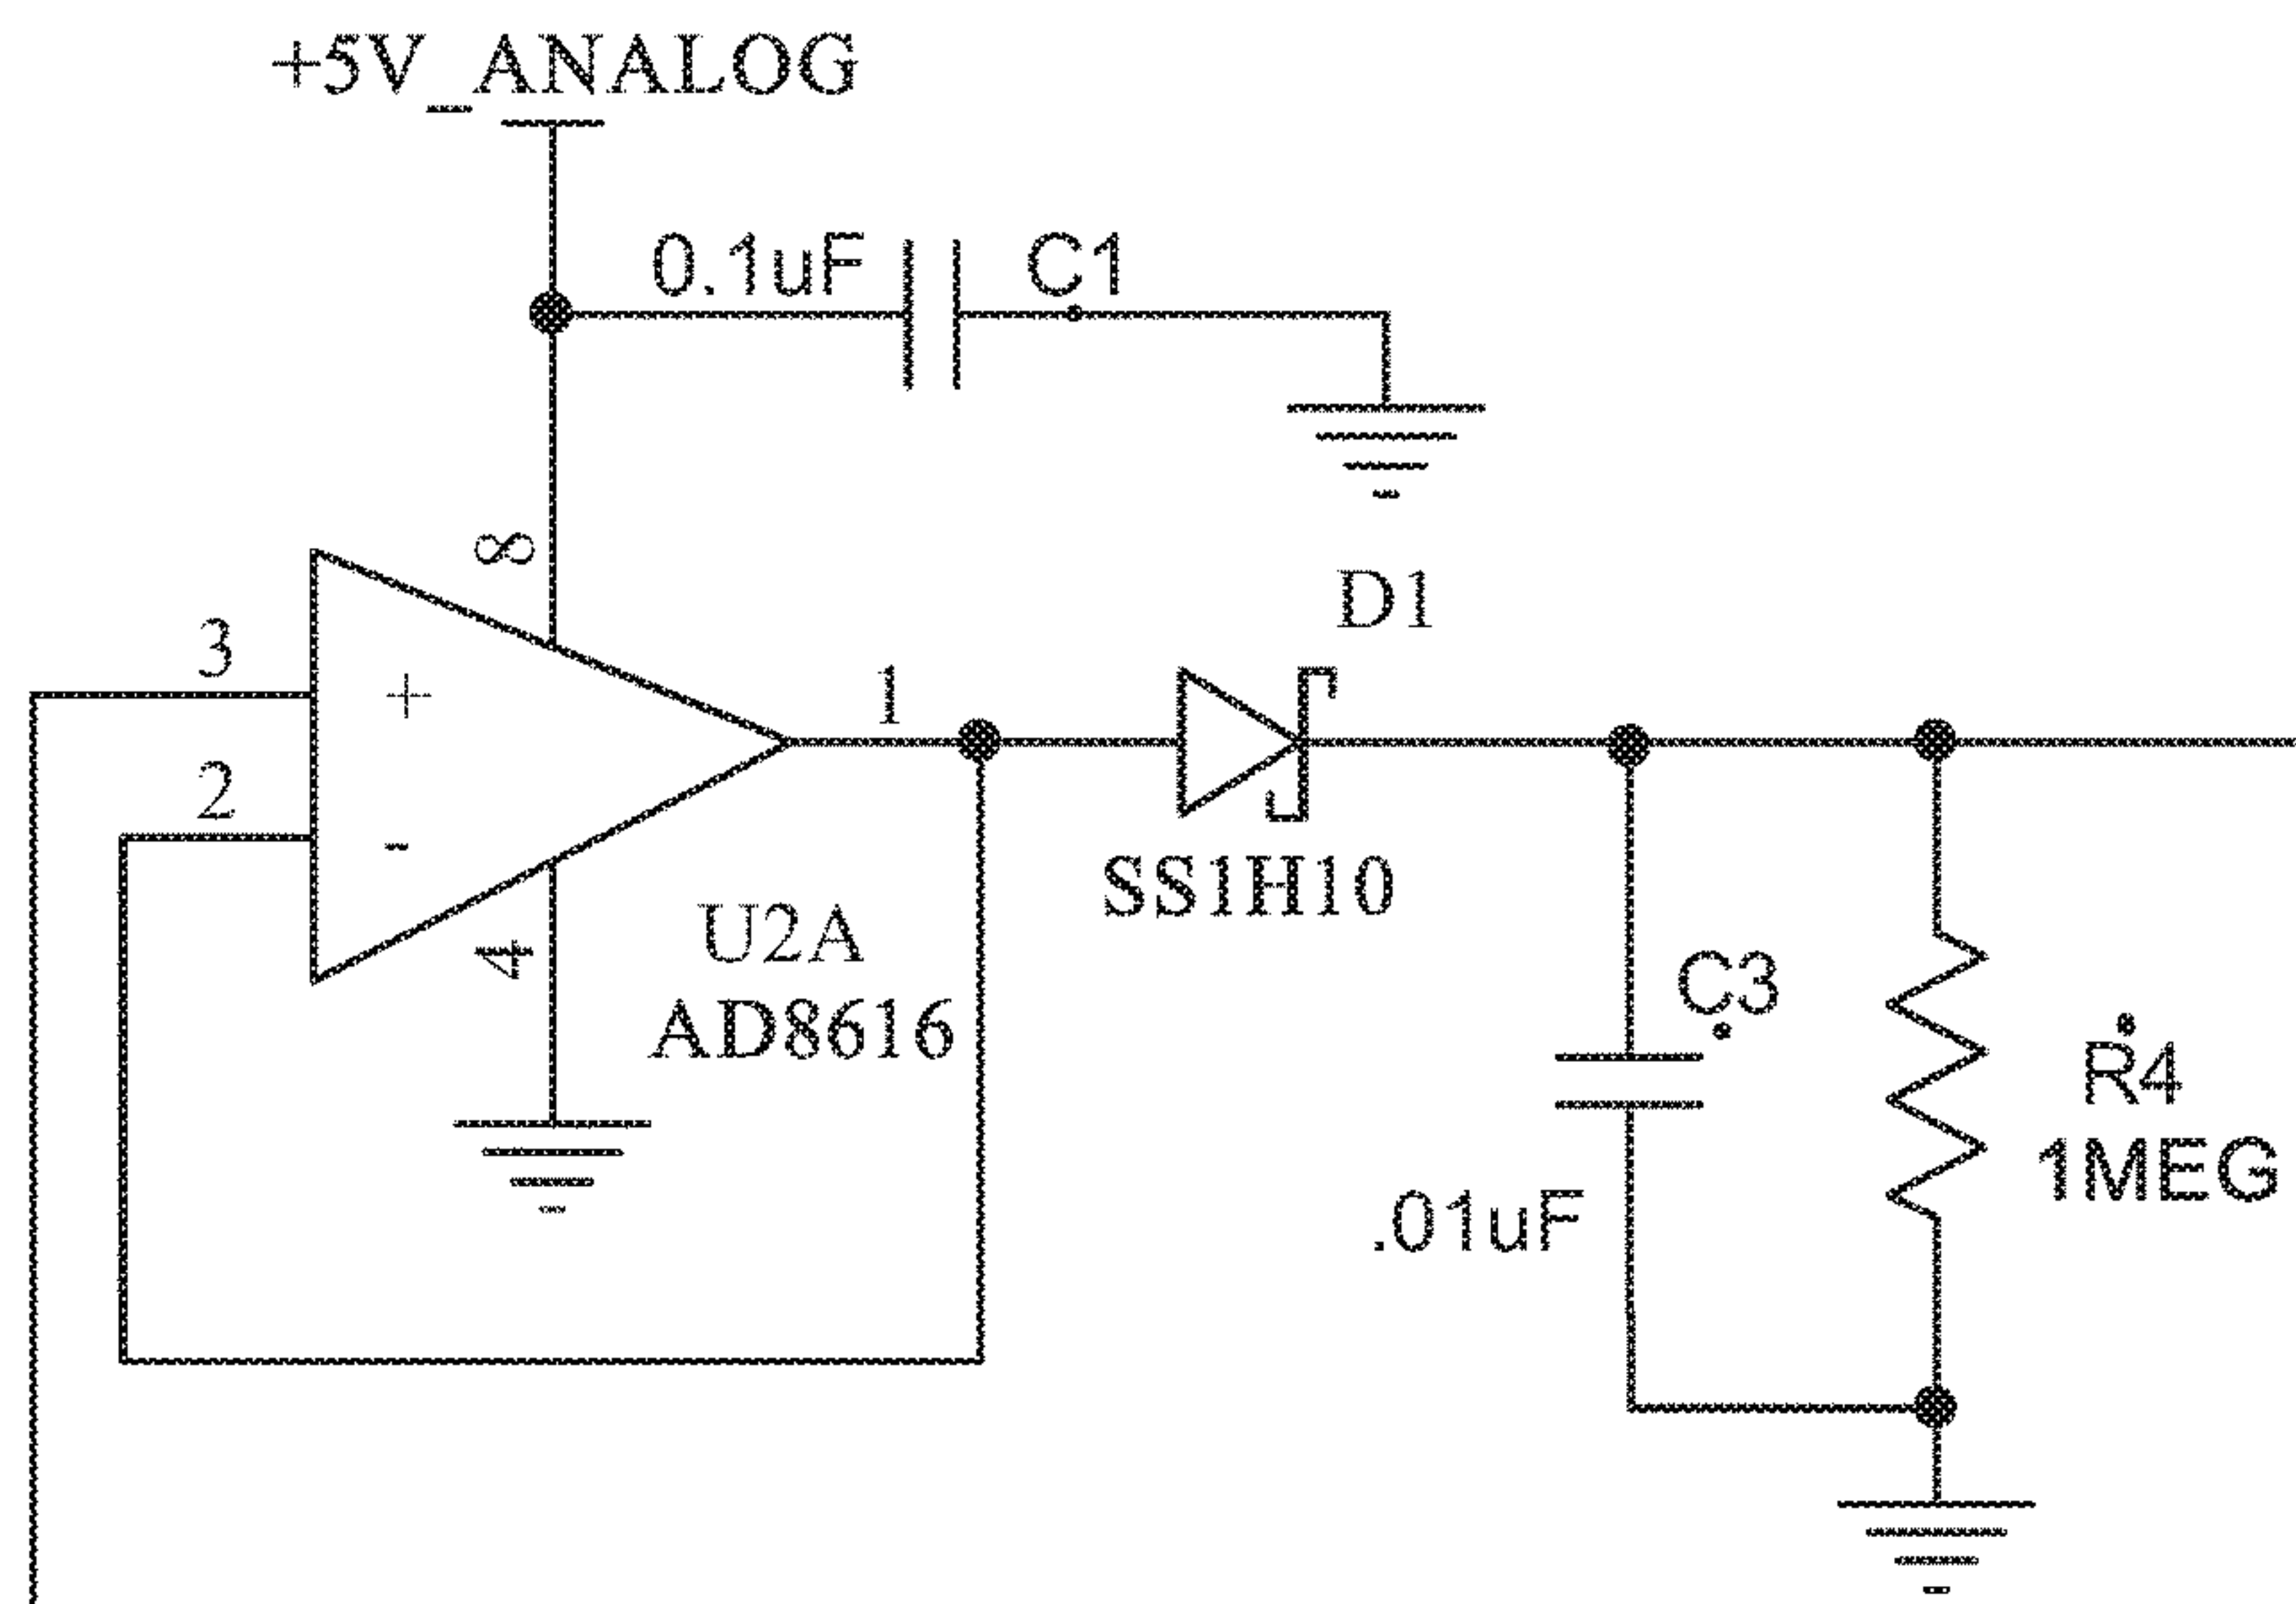 +5V_ANALOG
0.1uF
C1
8
D1
3
+
1
2
-
SS1H10
4
U2A
AD8616
C3
R4
1MEG
.01uF